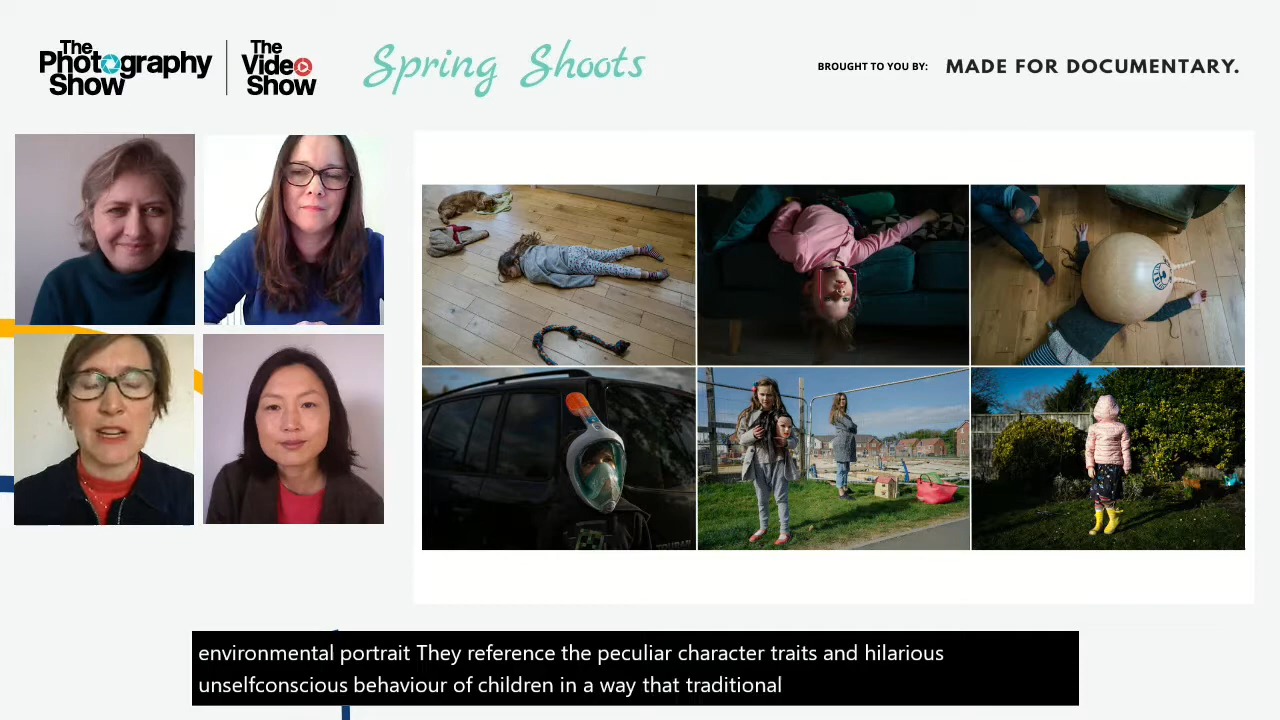 The Photography Show
The Video Show
Spring Shoots
BROUGHT TO YOU BY: MADE FOR DOCUMENTARY.
environmental portrait They reference the peculiar character traits and hilarious
unselfconscious behaviour of children in a way that traditional